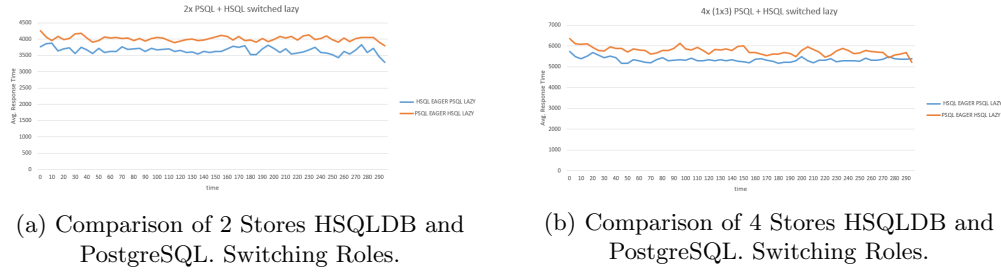 2x PSQL + HSQL switched lazy
4500
4000
3500
3000
2500
2000
1500
1000
500
0
Avg. Response Time
0 10 20 30 40 50 60 70 80 90 100 110 120 130 140 150 160 170 180 190 200 210 220 230 240 250 260 270 280 290
time
HSQL EAGER PSQL LAZY
PSQL EAGER HSQL LAZY
(a) Comparison of 2 Stores HSQLDB and
PostgreSQL. Switching Roles.
4x (1x3) PSQL + HSQL switched lazy
7000
6000
5000
4000
3000
2000
1000
0
Avg. Response Time
0 10 20 30 40 50 60 70 80 90 100 110 120 130 140 150 160 170 180 190 200 210 220 230 240 250 260 270 280 290
time
HSQL EAGER PSQL LAZY
PSQL EAGER HSQL LAZY
(b) Comparison of 4 Stores HSQLDB and
PostgreSQL. Switching Roles.